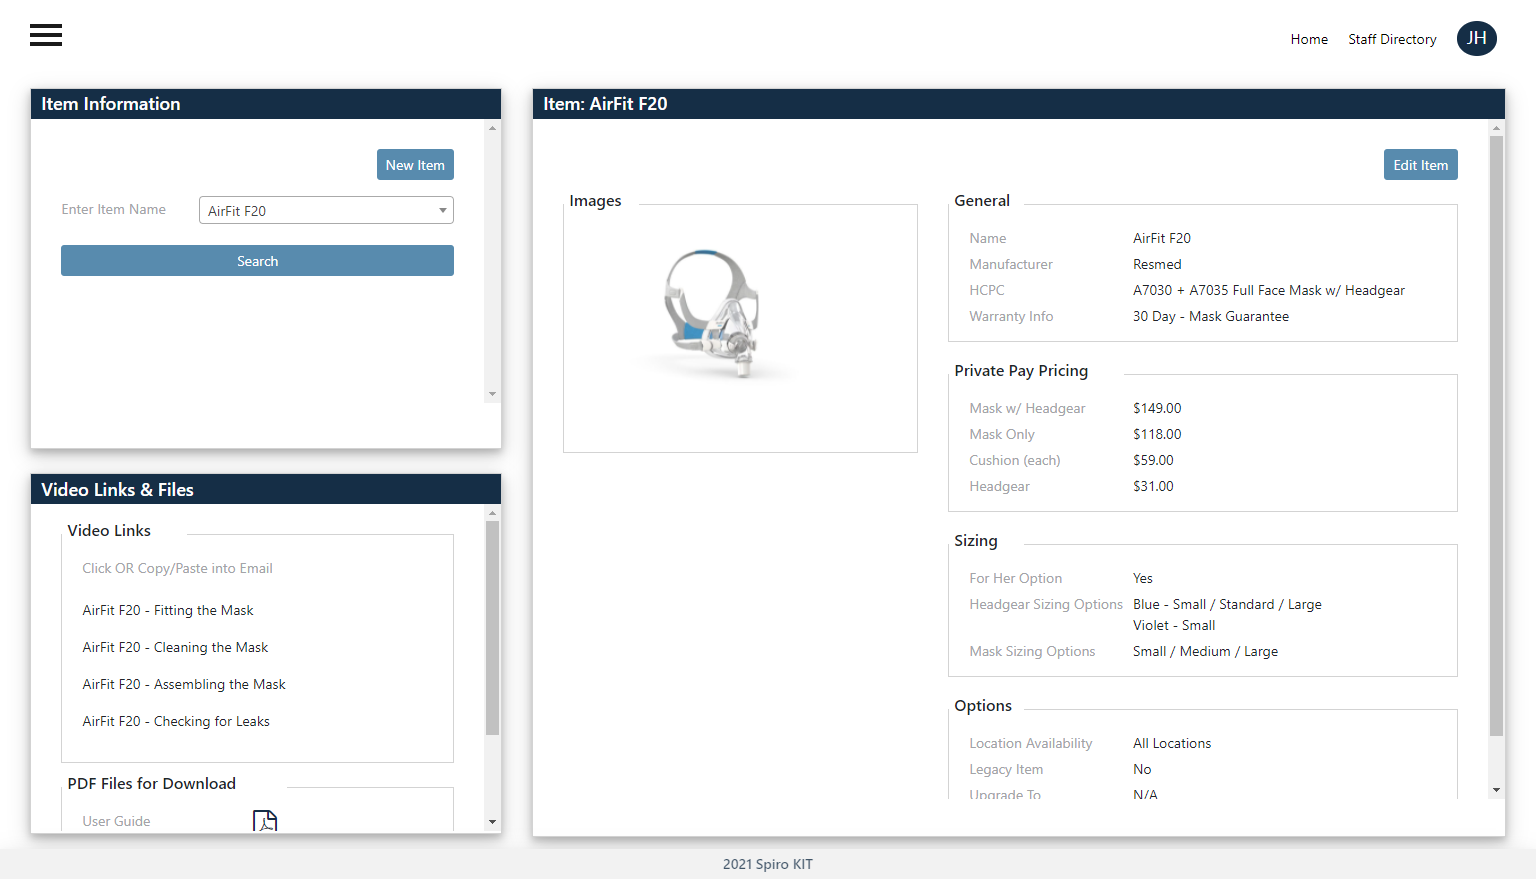 Home
Staff Directory
JH
Item Information
New Item
Enter Item Name
AirFit F20
Search
Video Links & Files
Video Links
Click OR Copy/Paste into Email
AirFit F20 - Fitting the Mask
AirFit F20 - Cleaning the Mask
AirFit F20 - Assembling the Mask
AirFit F20 - Checking for Leaks
PDF Files for Download
User Guide
Item: AirFit F20
Edit Item
Images
General
Name AirFit F20
Manufacturer Resmed
HCPC A7030 + A7035 Full Face Mask w/ Headgear
Warranty Info 30 Day - Mask Guarantee
Private Pay Pricing
Mask w/ Headgear $149.00
Mask Only $118.00
Cushion (each) $59.00
Headgear $31.00
Sizing
For Her Option Yes
Headgear Sizing Options Blue - Small / Standard / Large
Violet - Small
Mask Sizing Options Small / Medium / Large
Options
Location Availability All Locations
Legacy Item No
Upgrade To N/A
2021 Spiro KIT